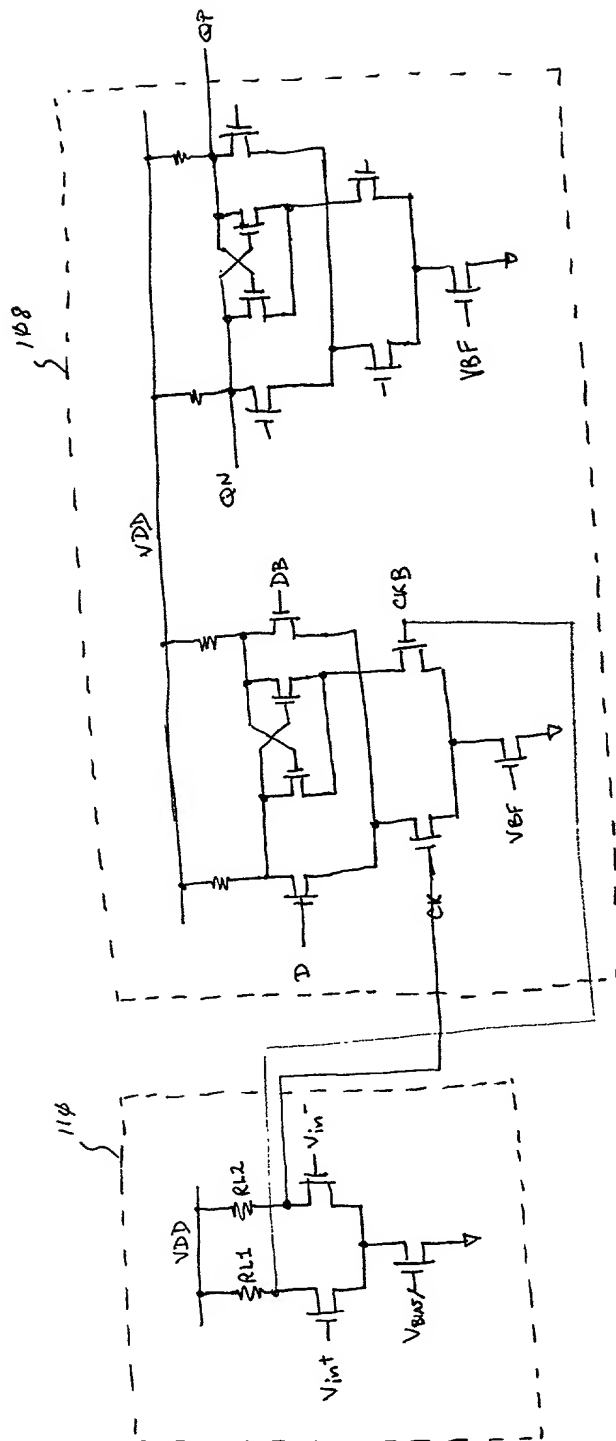 110
VDD
RL1
RL2
Vin+
Vin-
VBIAS
108
VDD
D
DB
CK
CKB
VBF
QN
QP
VBF